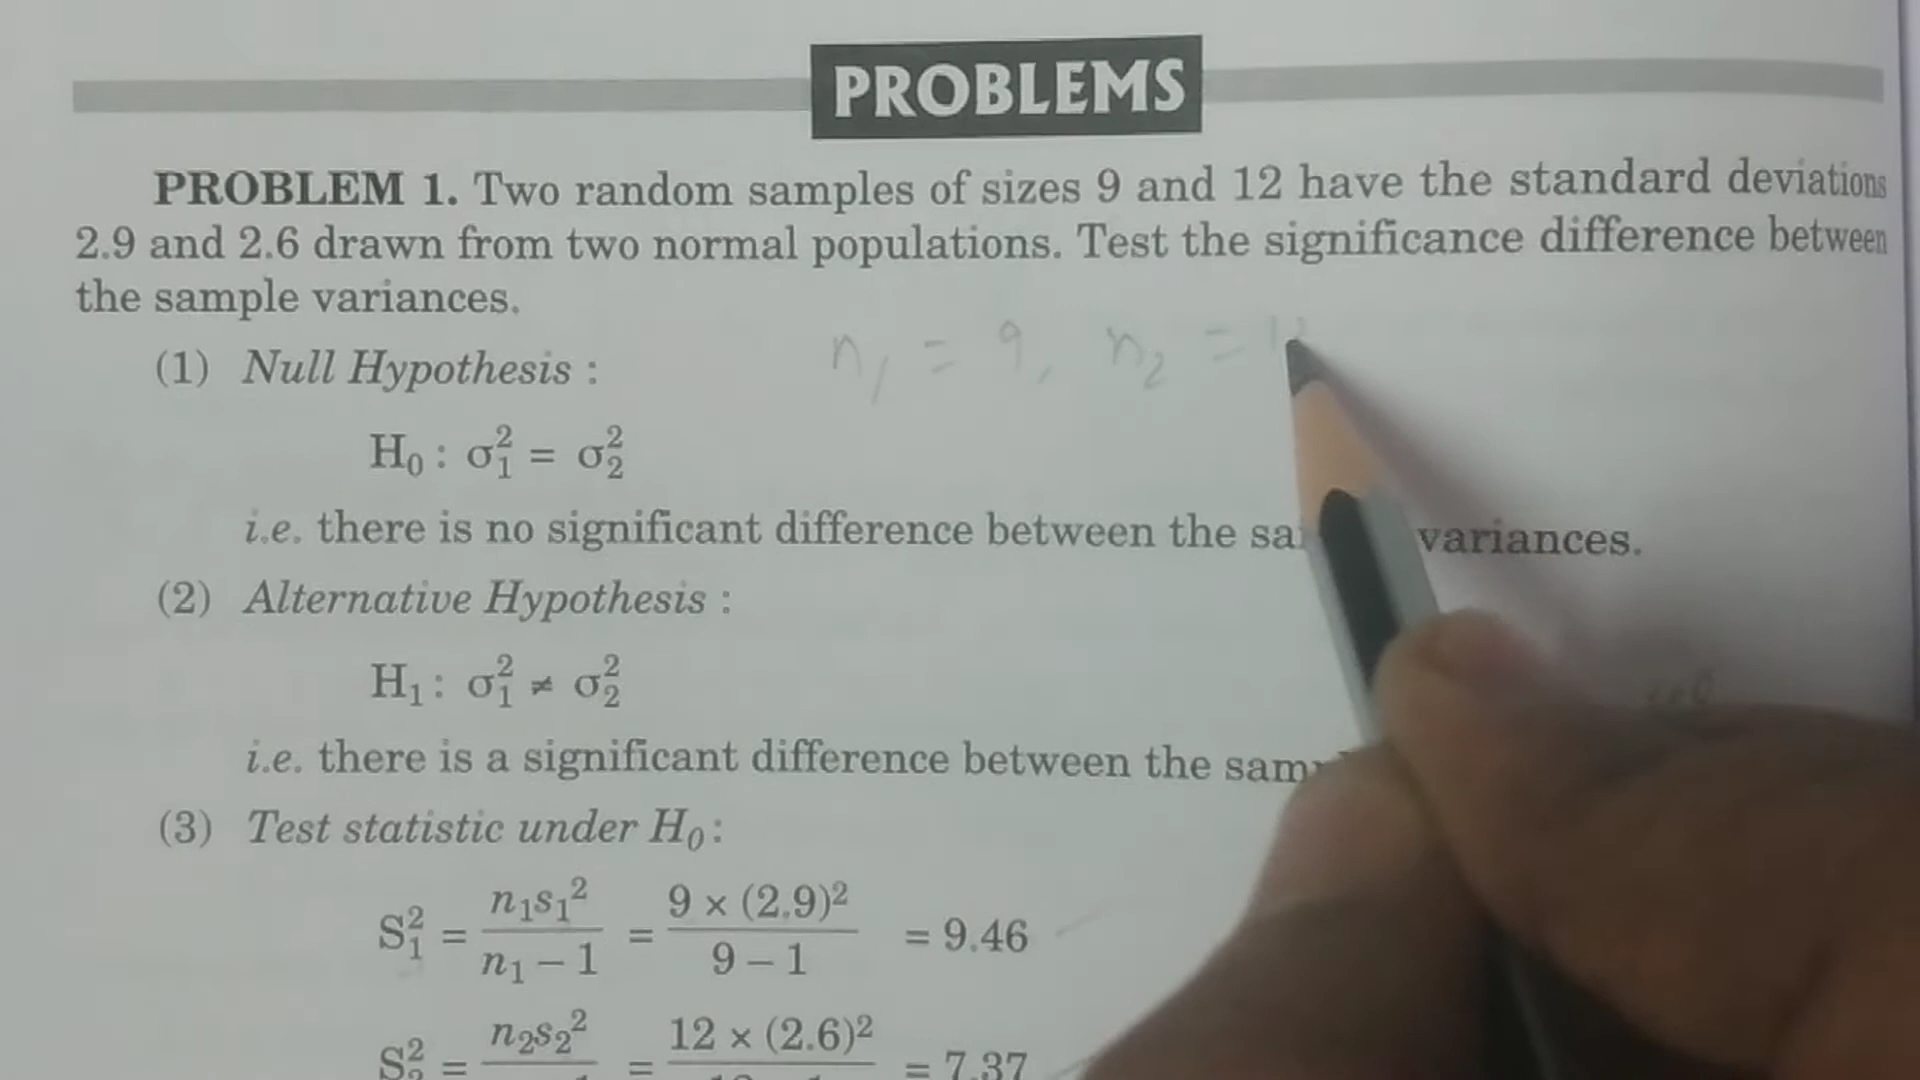 PROBLEMS
PROBLEM 1. Two random samples of sizes 9 and 12 have the standard deviations
2.9 and 2.6 drawn from two normal populations. Test the significance difference between
the sample variances.
n₁ = 9, n₂ =
(1) Null Hypothesis :
H₀ : σ₁² = σ₂²
i.e. there is no significant difference between the variances.
(2) Alternative Hypothesis :
H₁ : σ₁² ≠ σ₂²
i.e. there is a significant difference between the
(3) Test statistic under H₀ :
S₁² = n₁s₁² / n₁ – 1 = 9 × (2.9)² / 9 – 1 = 9.46
n₂s₂² = 12 × (2.6)² = 7.37